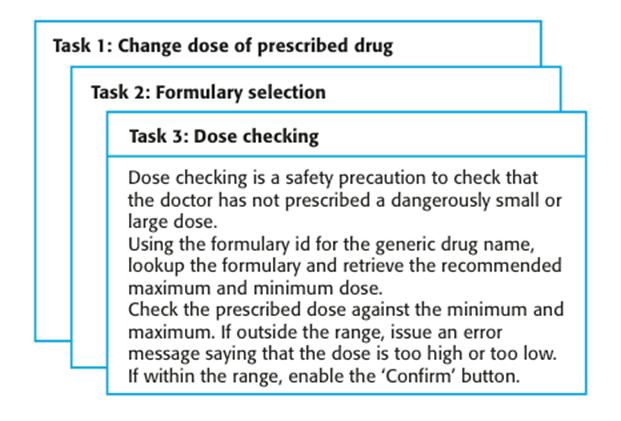 Task 1: Change dose of prescribed drug
Task 2: Formulary selection
Task 3: Dose checking
Dose checking is a safety precaution to check that
the doctor has not prescribed a dangerously small or
large dose.
Using the formulary id for the generic drug name,
lookup the formulary and retrieve the recommended
maximum and minimum dose.
Check the prescribed dose against the minimum and
maximum. If outside the range, issue an error
message saying that the dose is too high or too low.
If within the range, enable the ‘Confirm’ button.